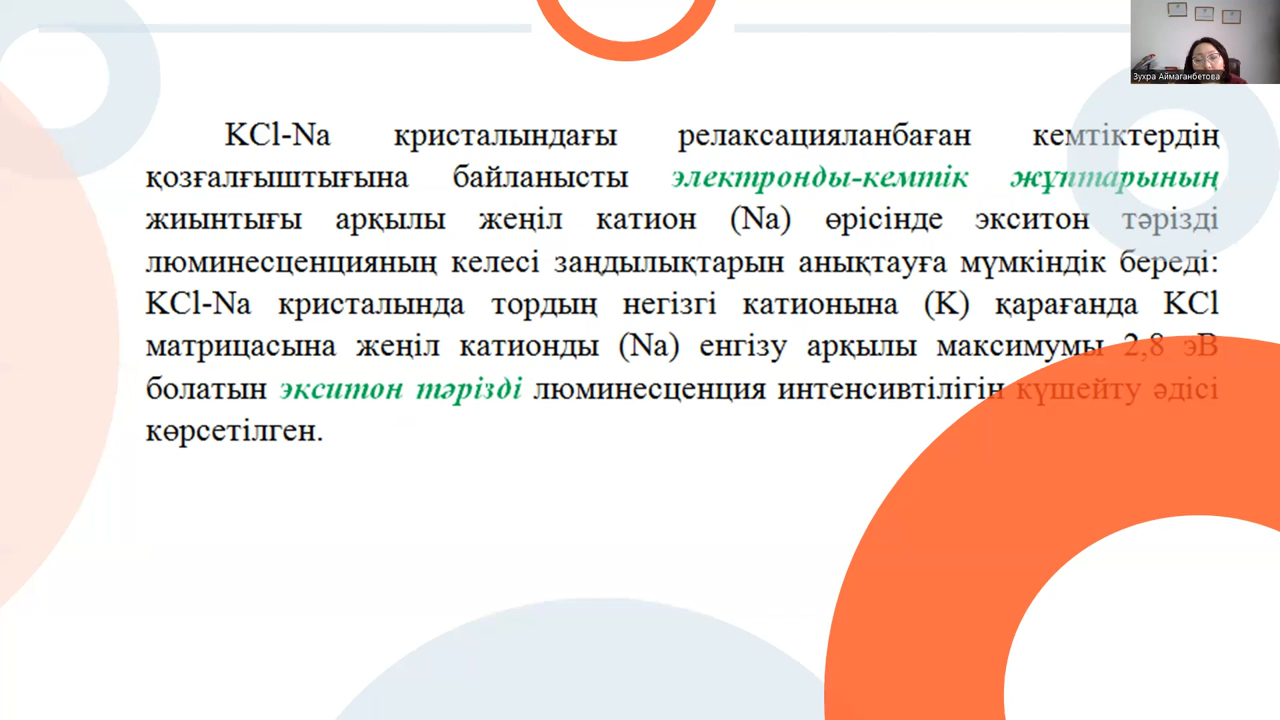 Зухра Аймаганбетова
KCl-Na кристалындағы релаксацияланбаған кемтіктердің
қозғалғыштығына байланысты электронды-кемтік жұптарының
жиынтығы арқылы жеңіл катион (Na) өрісінде экситон тәрізді
люминесценцияның келесі заңдылықтарын анықтауға мүмкіндік береді:
KCl-Na кристалында тордың негізгі катионына (K) қарағанда KCl
матрицасына жеңіл катионды (Na) енгізу арқылы максимумы 2,8 эВ
болатын экситон тәрізді люминесценция интенсивтілігін күшейту әдісі
көрсетілген.